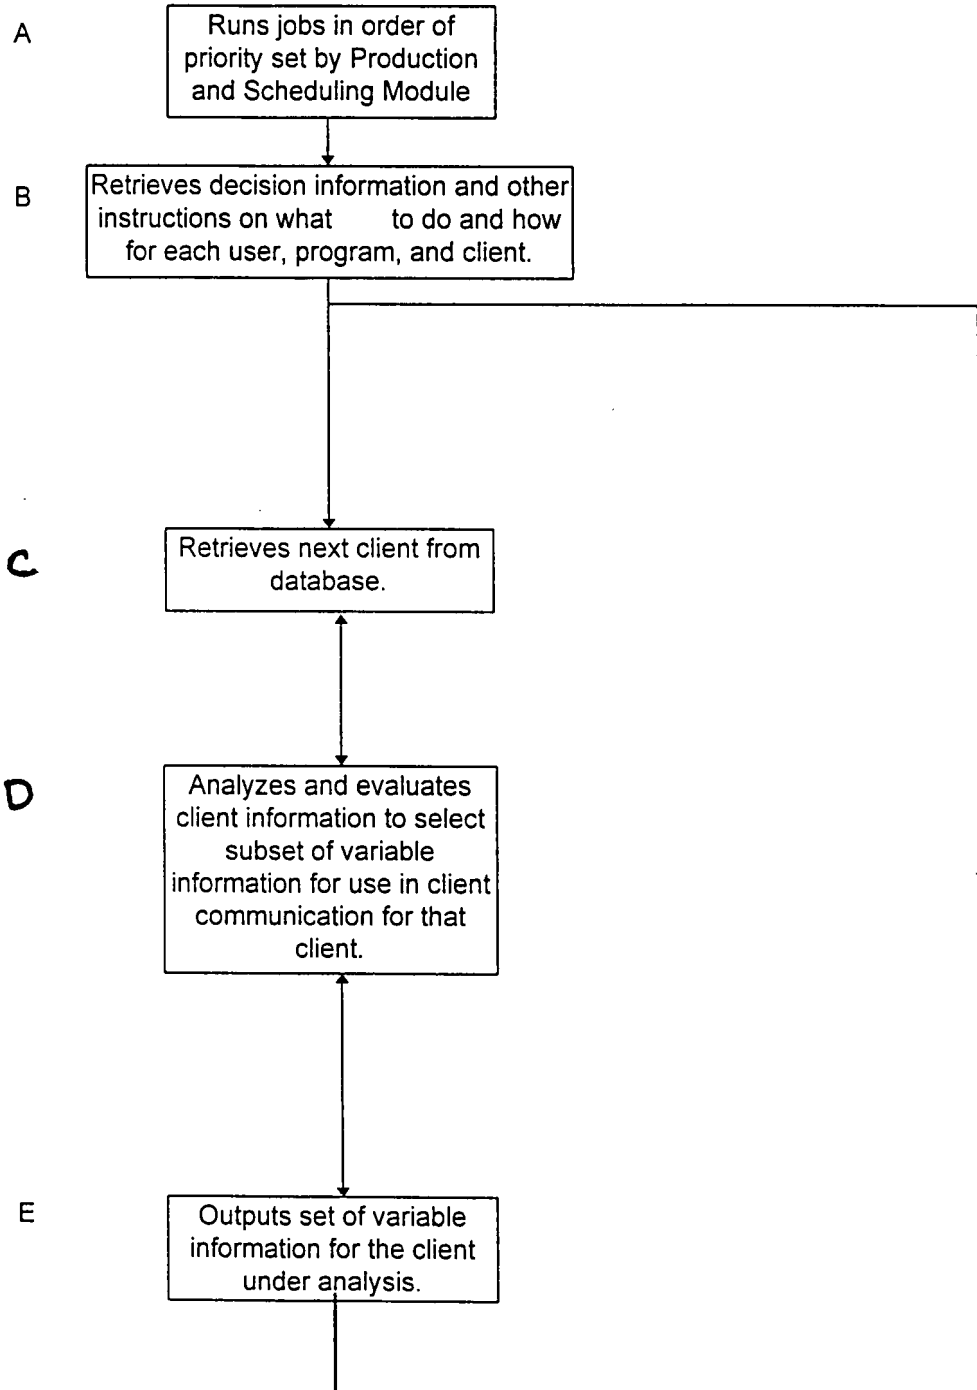 A
Runs jobs in order of
priority set by Production
and Scheduling Module
B
Retrieves decision information and other
instructions on what to do and how
for each user, program, and client.
C
Retrieves next client from
database.
D
Analyzes and evaluates
client information to select
subset of variable
information for use in client
communication for that
client.
E
Outputs set of variable
information for the client
under analysis.